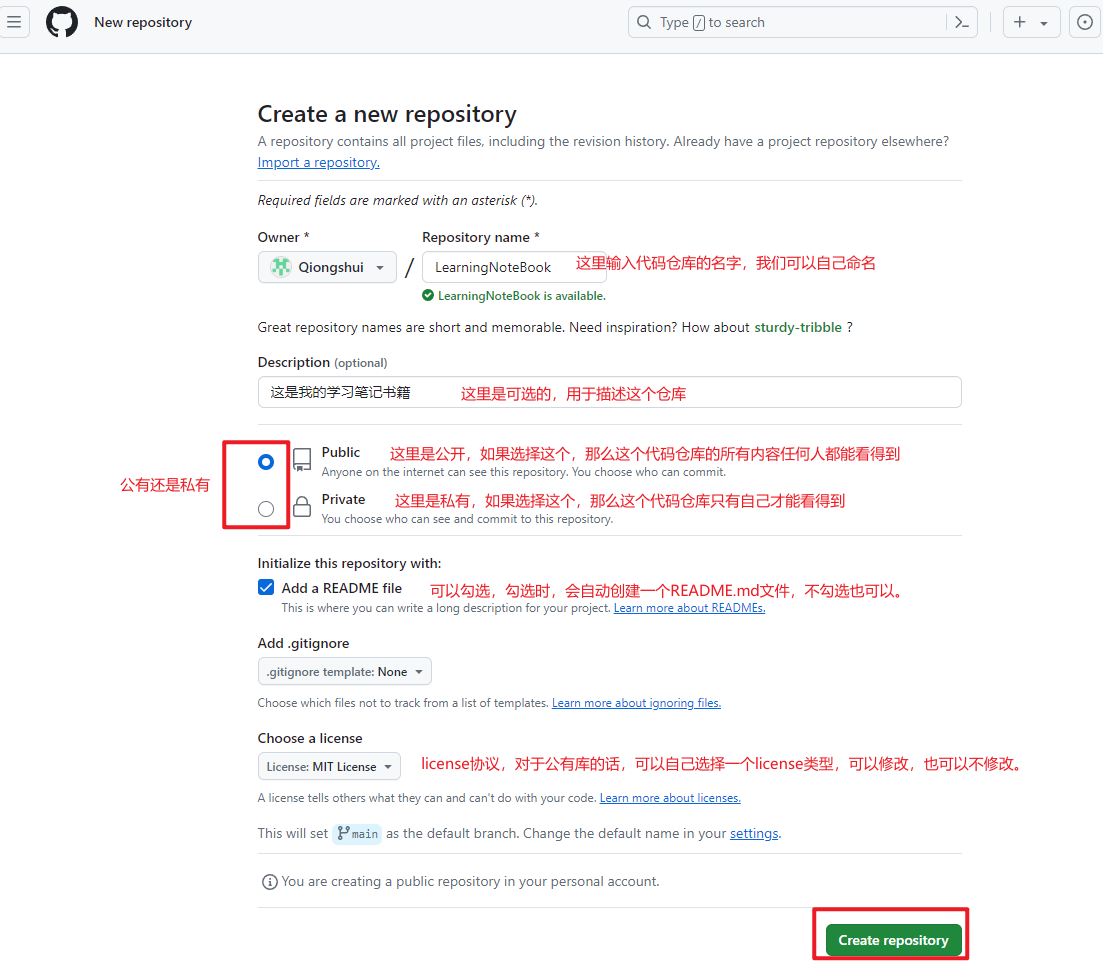 New repository
Type / to search
Create a new repository
A repository contains all project files, including the revision history. Already have a project repository elsewhere?
Import a repository.
Required fields are marked with an asterisk (*).
Owner * Repository name *
Qiongshui / LearningNoteBook 这里输入代码仓库的名字，我们可以自己命名
LearningNoteBook is available.
Great repository names are short and memorable. Need inspiration? How about sturdy-tribble ?
Description (optional)
这是我的学习笔记书籍 这里是可选的，用于描述这个仓库
Public 这里是公开，如果选择这个，那么这个代码仓库的所有内容任何人都能看得到
Anyone on the internet can see this repository. You choose who can commit.
公有还是私有
Private 这里是私有，如果选择这个，那么这个代码仓库只有自己才能看得到
You choose who can see and commit to this repository.
Initialize this repository with:
Add a README file 可以勾选，勾选时，会自动创建一个README.md文件，不勾选也可以。
This is where you can write a long description for your project. Learn more about READMEs.
Add .gitignore
.gitignore template: None
Choose which files not to track from a list of templates. Learn more about ignoring files.
Choose a license
License: MIT License license协议，对于公有库的话，可以自己选择一个license类型，可以修改，也可以不修改。
A license tells others what they can and can't do with your code. Learn more about licenses.
This will set main as the default branch. Change the default name in your settings.
You are creating a public repository in your personal account.
Create repository